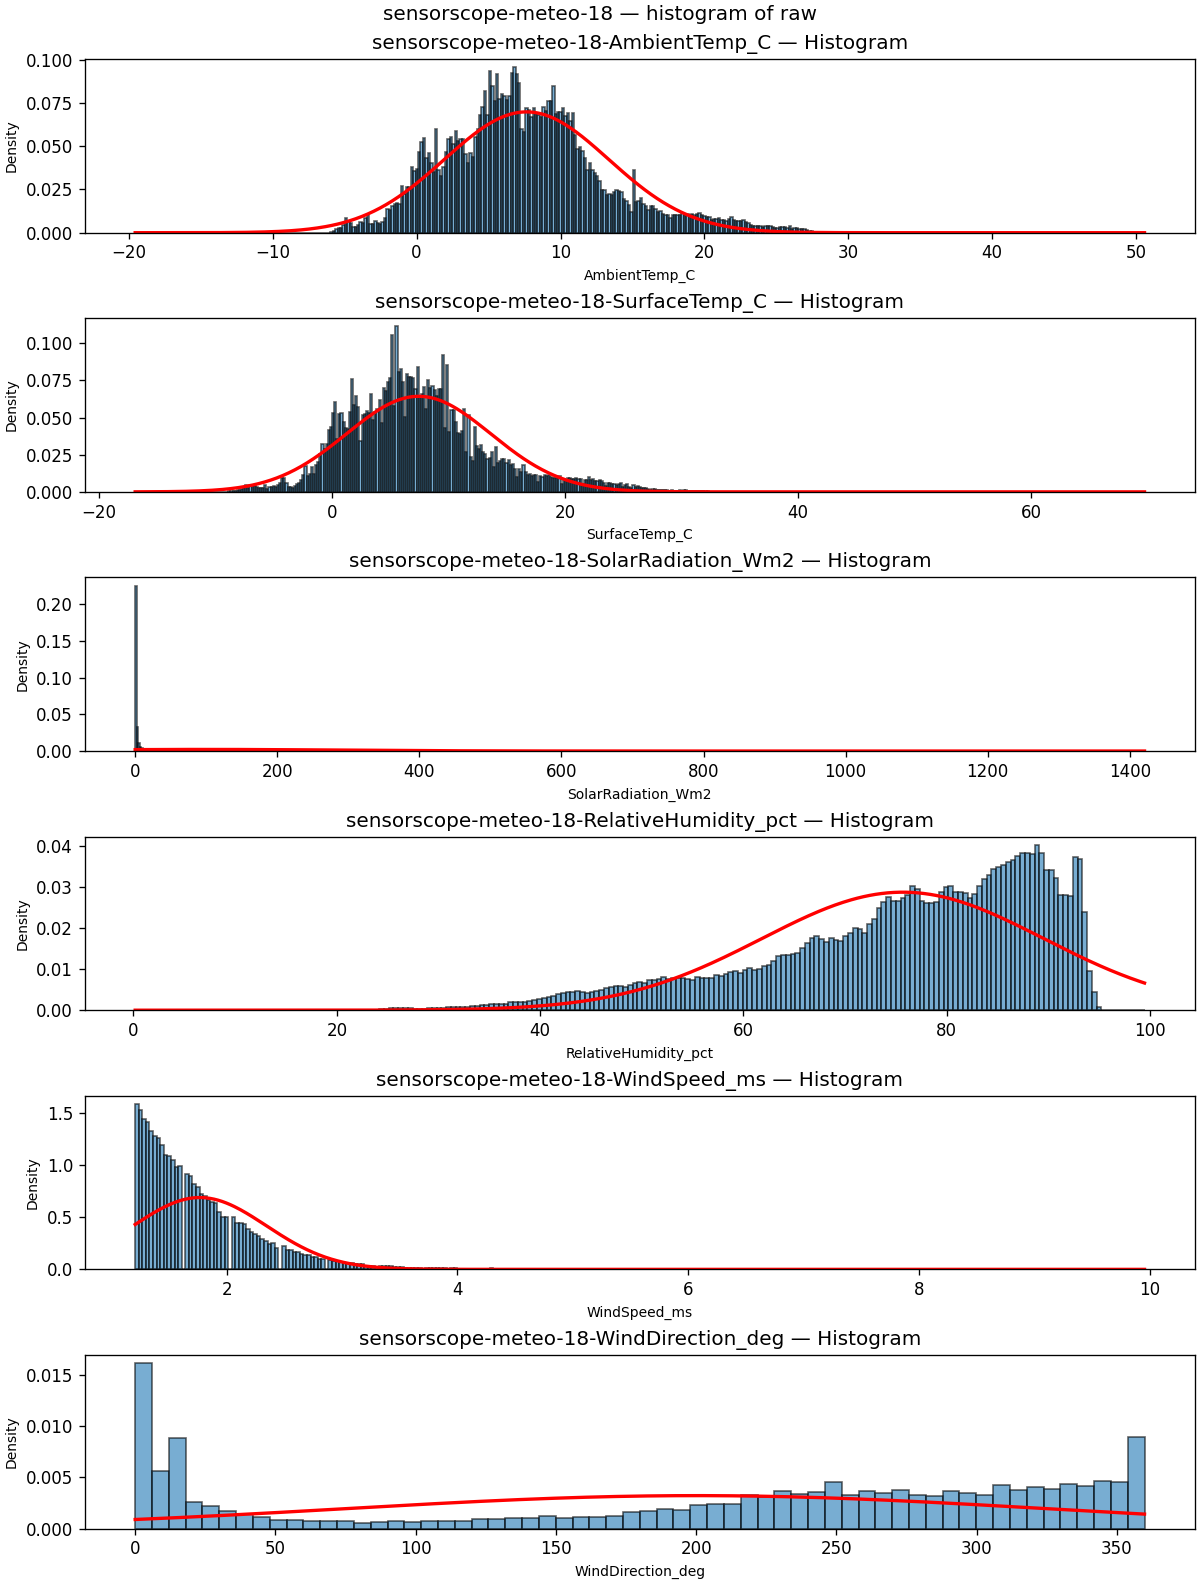 sensorscope-meteo-18 — histogram of raw
sensorscope-meteo-18-AmbientTemp_C — Histogram
0.100
0.075
0.050
0.025
0.000
Density
−20 −10 0 10 20 30 40 50
AmbientTemp_C
sensorscope-meteo-18-SurfaceTemp_C — Histogram
0.100
0.075
0.050
0.025
0.000
Density
−20 0 20 40 60
SurfaceTemp_C
sensorscope-meteo-18-SolarRadiation_Wm2 — Histogram
0.20
0.15
0.10
0.05
0.00
Density
0 200 400 600 800 1000 1200 1400
SolarRadiation_Wm2
sensorscope-meteo-18-RelativeHumidity_pct — Histogram
0.04
0.03
0.02
0.01
0.00
Density
0 20 40 60 80 100
RelativeHumidity_pct
sensorscope-meteo-18-WindSpeed_ms — Histogram
1.5
1.0
0.5
0.0
Density
2 4 6 8 10
WindSpeed_ms
sensorscope-meteo-18-WindDirection_deg — Histogram
0.015
0.010
0.005
0.000
Density
0 50 100 150 200 250 300 350
WindDirection_deg